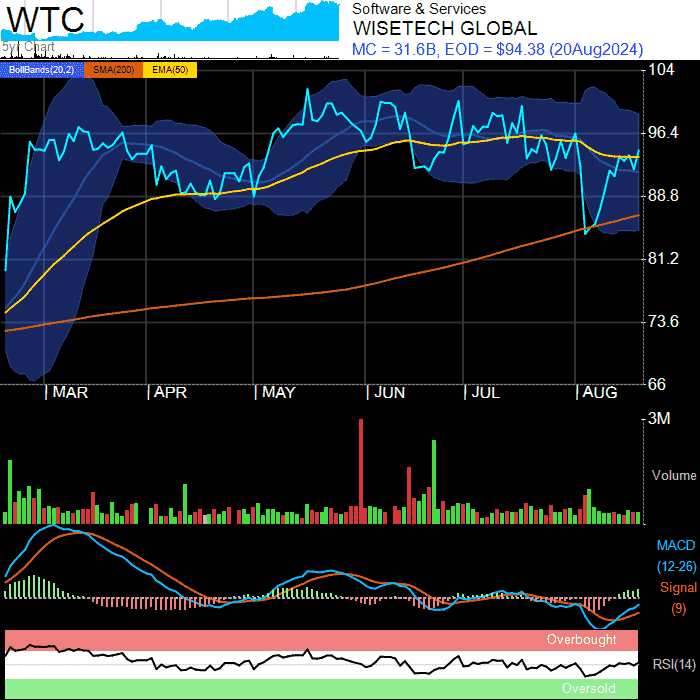 WTC
5yr Chart
Software & Services
WISETECH GLOBAL
MC = 31.6B, EOD = $94.38 (20Aug2024)
BollBands(20,2) SMA(200) EMA(50)
104
96.4
88.8
81.2
73.6
66
| MAR | APR | MAY | JUN | JUL | AUG
3M
Volume
MACD
(12-26)
Signal
(9)
Overbought
RSI(14)
Oversold